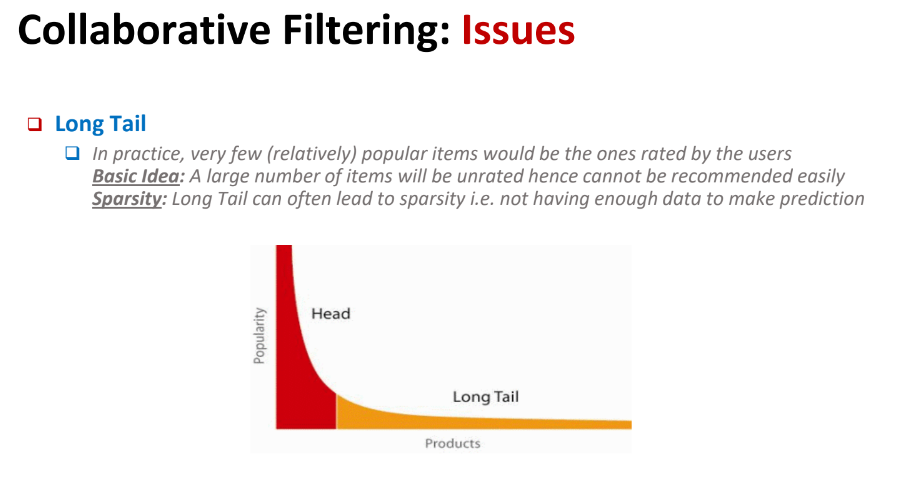 Collaborative Filtering: Issues
Long Tail
In practice, very few (relatively) popular items would be the ones rated by the users
Basic Idea: A large number of items will be unrated hence cannot be recommended easily
Sparsity: Long Tail can often lead to sparsity i.e. not having enough data to make prediction
Popularity
Head
Long Tail
Products